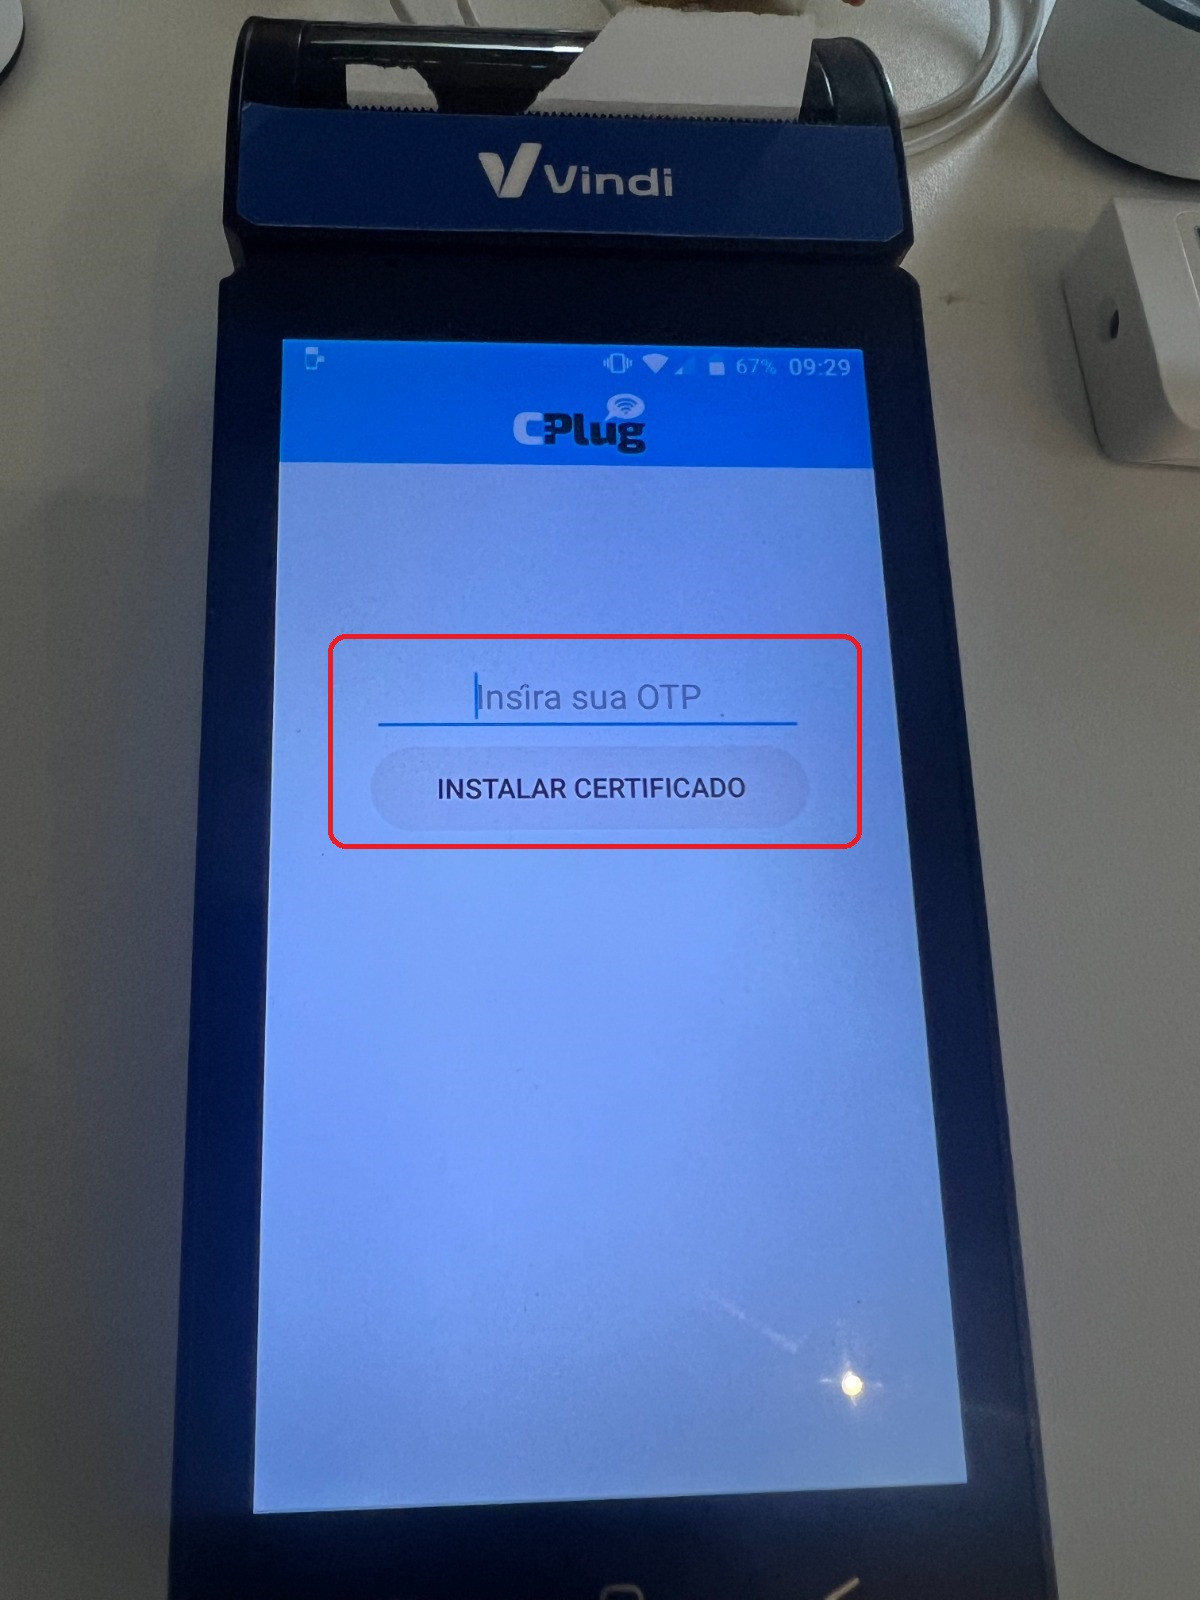 Vindi
67% 09:29
CPlug
Insira sua OTP
INSTALAR CERTIFICADO